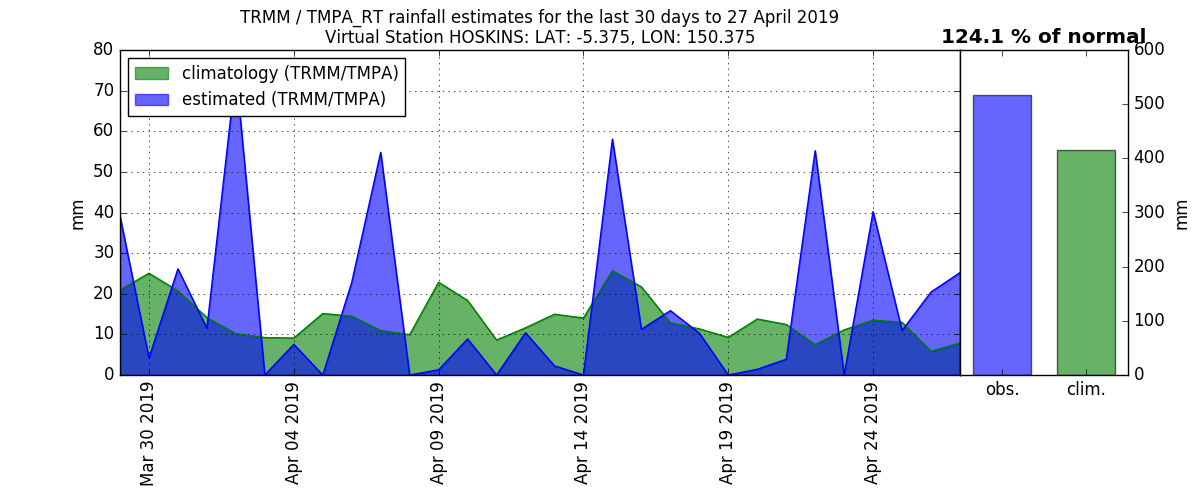 TRMM / TMPA_RT rainfall estimates for the last 30 days to 27 April 2019
Virtual Station HOSKINS: LAT: -5.375, LON: 150.375
124.1 % of normal
climatology (TRMM/TMPA)
estimated (TRMM/TMPA)
mm
80
70
60
50
40
30
20
10
0
Mar 30 2019
Apr 04 2019
Apr 09 2019
Apr 14 2019
Apr 19 2019
Apr 24 2019
obs.
clim.
600
500
400
300
200
100
0
mm